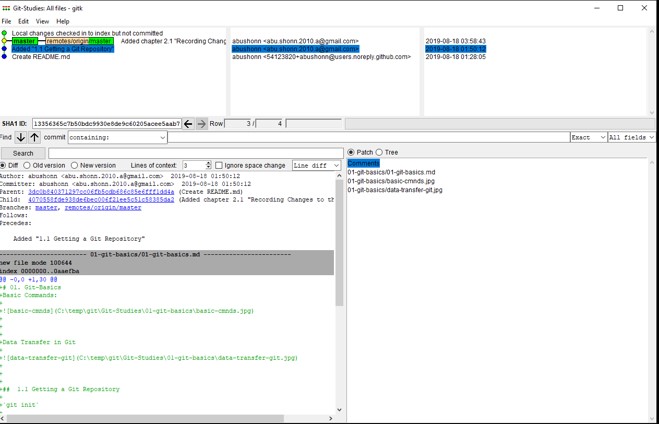 Git-Studies: All files - gitk
File Edit View Help
Local changes checked in to index but not committed
master remotes/origin/master Added chapter 2.1 "Recording Chang abushonn <abu.shonn.2010.a@gmail.com> 2019-08-18 03:58:43
Added "1.1 Getting a Git Repository" abushonn <abu.shonn.2010.a@gmail.com> 2019-08-18 01:50:12
Create README.md abushonn <54123820+abushonn@users.noreply.github.com> 2019-08-18 01:28:05
SHA1 ID: 13356365c7b50bdc9930e8de9c60205acee5aab7 Row 3 / 4
Find commit containing: Exact All fields
Search
Patch Tree
Diff Old version New version Lines of context: 3 Ignore space change Line diff
Comments
01-git-basics/01-git-basics.md
01-git-basics/basic-cmnds.jpg
01-git-basics/data-transfer-git.jpg
Author: abushonn <abu.shonn.2010.a@gmail.com> 2019-08-18 01:50:12
Committer: abushonn <abu.shonn.2010.a@gmail.com> 2019-08-18 01:50:12
Parent: (Create README.md)
Child: (Added chapter 2.1 "Recording Changes to th
Branches: master, remotes/origin/master
Follows:
Precedes:
Added "1.1 Getting a Git Repository"
---------------------- 01-git-basics/01-git-basics.md ----------------------
new file mode 100644
index 0000000..0aaefba
@@ -0,0 +1,30 @@
+# 01. Git-Basics
+Basic Commands:
+
+![basic-cmnds](C:\temp\git\Git-Studies\01-git-basics\basic-cmnds.jpg)
+
+
+
+Data Transfer in Git
+
+![data-transfer-git](C:\temp\git\Git-Studies\01-git-basics\data-transfer-git.jpg)
+
+
+
+## 1.1 Getting a Git Repository
+
+`git init`